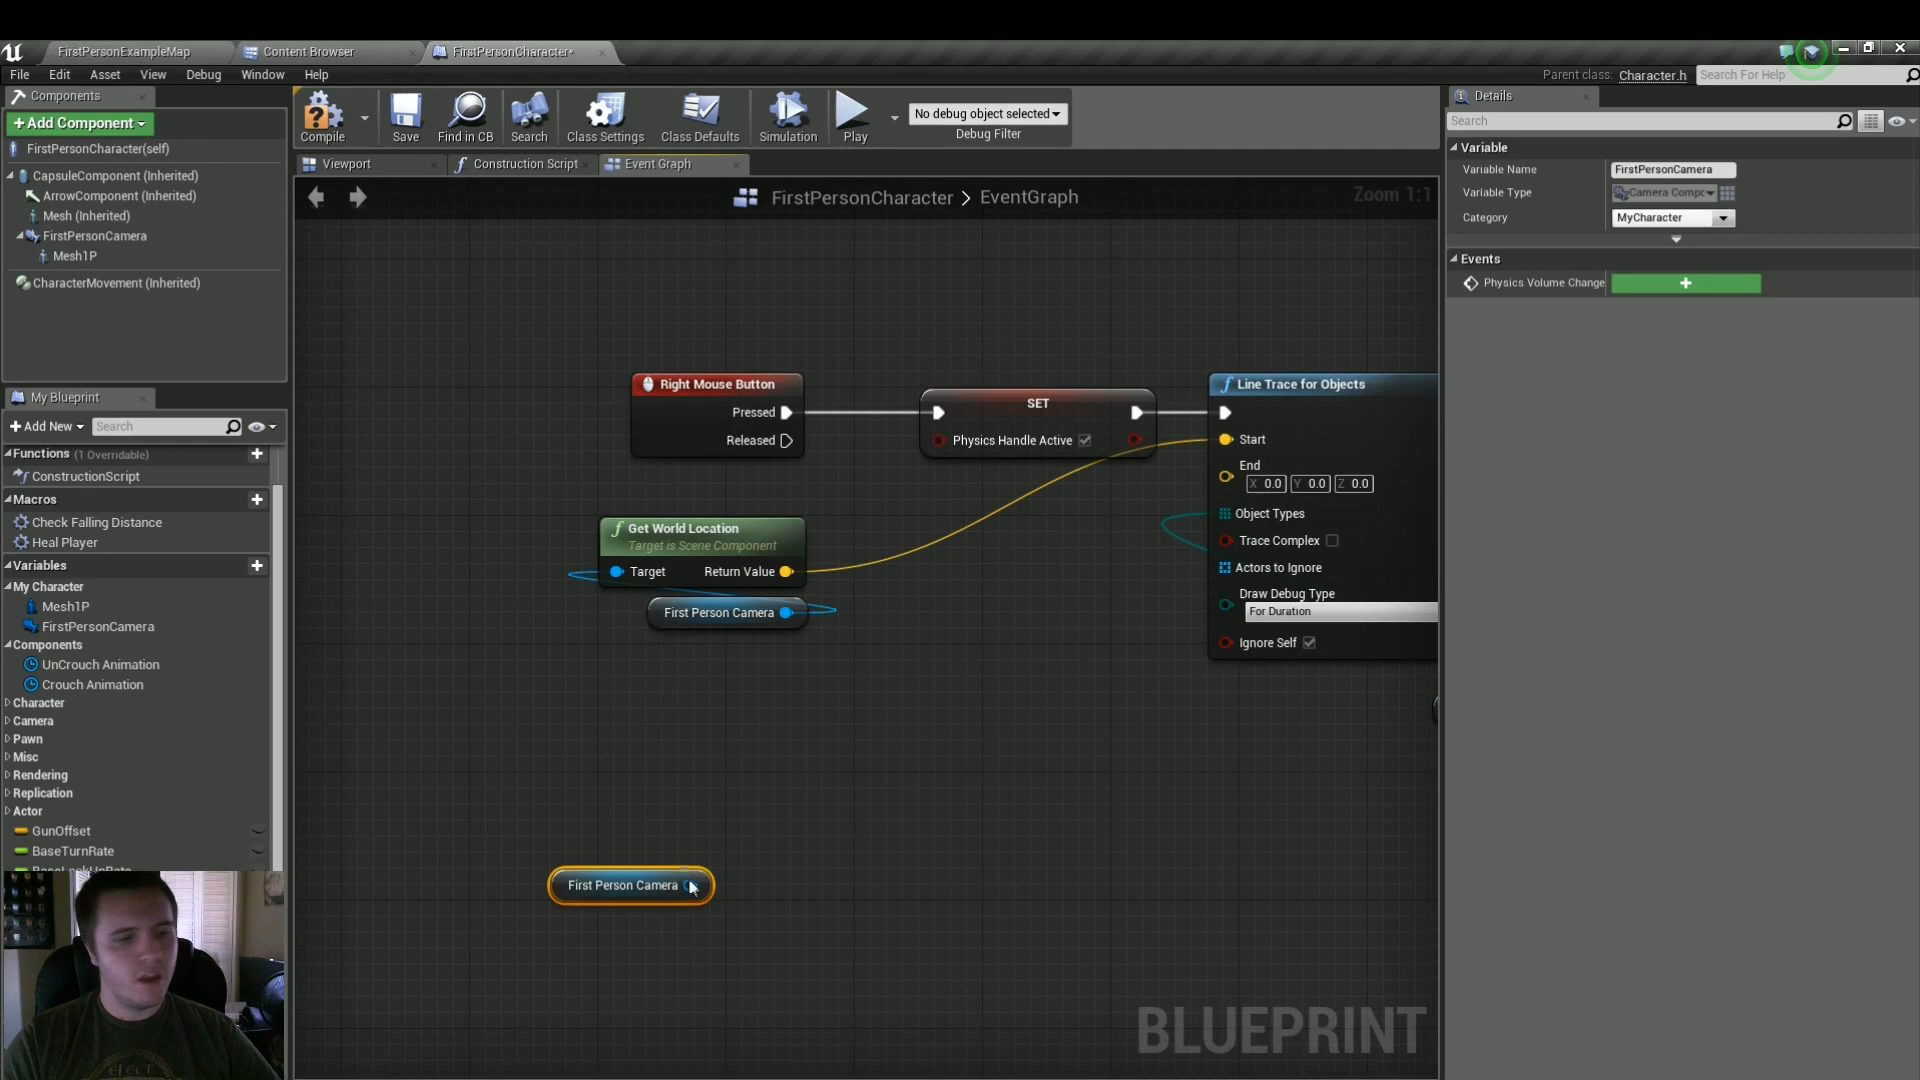 FirstPersonExampleMap
Content Browser
FirstPersonCharacter*
File Edit Asset View Debug Window Help
Parent class: Character.h
Search For Help
Components
+Add Component
FirstPersonCharacter(self)
CapsuleComponent (Inherited)
ArrowComponent (Inherited)
Mesh (Inherited)
FirstPersonCamera
Mesh1P
CharacterMovement (Inherited)
Compile
Save
Find in CB
Search
Class Settings
Class Defaults
Simulation
Play
No debug object selected
Debug Filter
Viewport
Construction Script
Event Graph
FirstPersonCharacter > EventGraph
Zoom 1:1
Right Mouse Button
Pressed
Released
SET
Physics Handle Active
Line Trace for Objects
Start
End
X 0.0 Y 0.0 Z 0.0
Object Types
Trace Complex
Actors to Ignore
Draw Debug Type
For Duration
Ignore Self
Get World Location
Target is Scene Component
Target
Return Value
First Person Camera
First Person Camera
BLUEPRINT
My Blueprint
+Add New
Search
Functions (1 Overridable)
ConstructionScript
Macros
Check Falling Distance
Heal Player
Variables
My Character
Mesh1P
FirstPersonCamera
Components
UnCrouch Animation
Crouch Animation
Character
Camera
Pawn
Misc
Rendering
Replication
Actor
GunOffset
BaseTurnRate
Details
Search
Variable
Variable Name FirstPersonCamera
Variable Type Camera Compo
Category MyCharacter
Events
Physics Volume Change